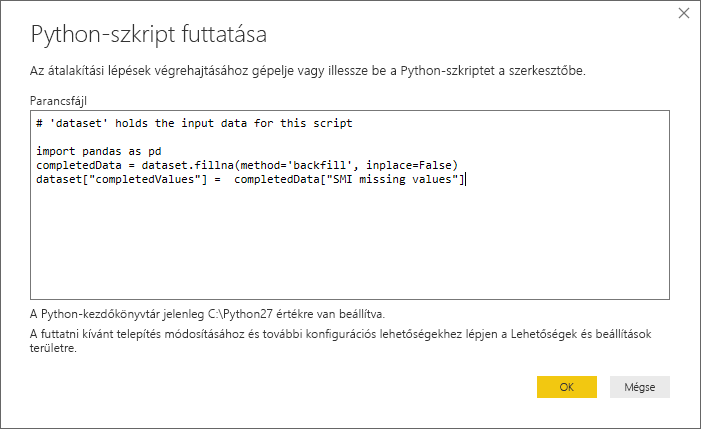 Python-szkript futtatása
Az átalakítási lépések végrehajtásához gépelje vagy illessze be a Python-szkriptet a szerkesztőbe.
Parancsfájl
# 'dataset' holds the input data for this script
import pandas as pd
completedData = dataset.fillna(method='backfill', inplace=False)
dataset["completedValues"] =  completedData["SMI missing values"]
A Python-kezdőkönyvtár jelenleg C:\Python27 értékre van beállítva.
A futtatni kívánt telepítés módosításához és további konfigurációs lehetőségekhez lépjen a Lehetőségek és beállítások
területre.
OK
Mégse